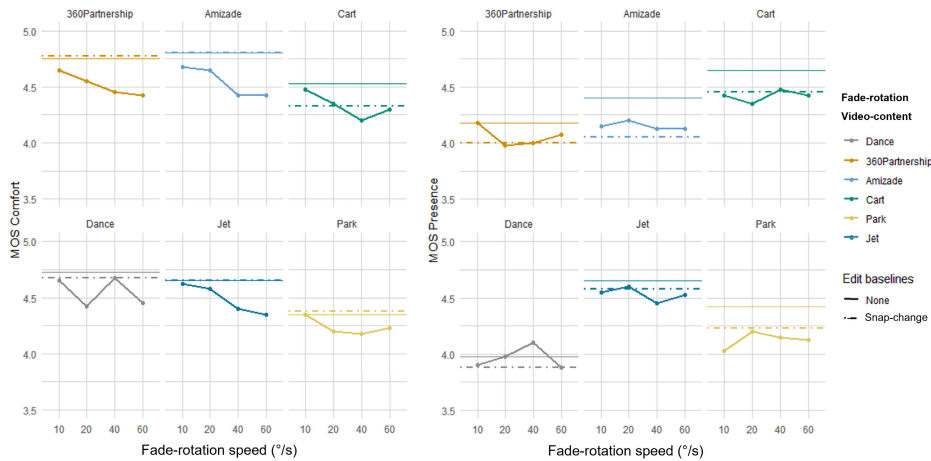 360Partnership Amizade Cart
5.0
4.5
4.0
3.5
MOS Comfort
Dance Jet Park
5.0
4.5
4.0
3.5
10 20 40 60 10 20 40 60 10 20 40 60
Fade-rotation speed (°/s)
360Partnership Amizade Cart
5.0
4.5
4.0
3.5
MOS Presence
Dance Jet Park
5.0
4.5
4.0
3.5
10 20 40 60 10 20 40 60 10 20 40 60
Fade-rotation speed (°/s)
Fade-rotation
Video-content
Dance
360Partnership
Amizade
Cart
Park
Jet
Edit baselines
None
Snap-change